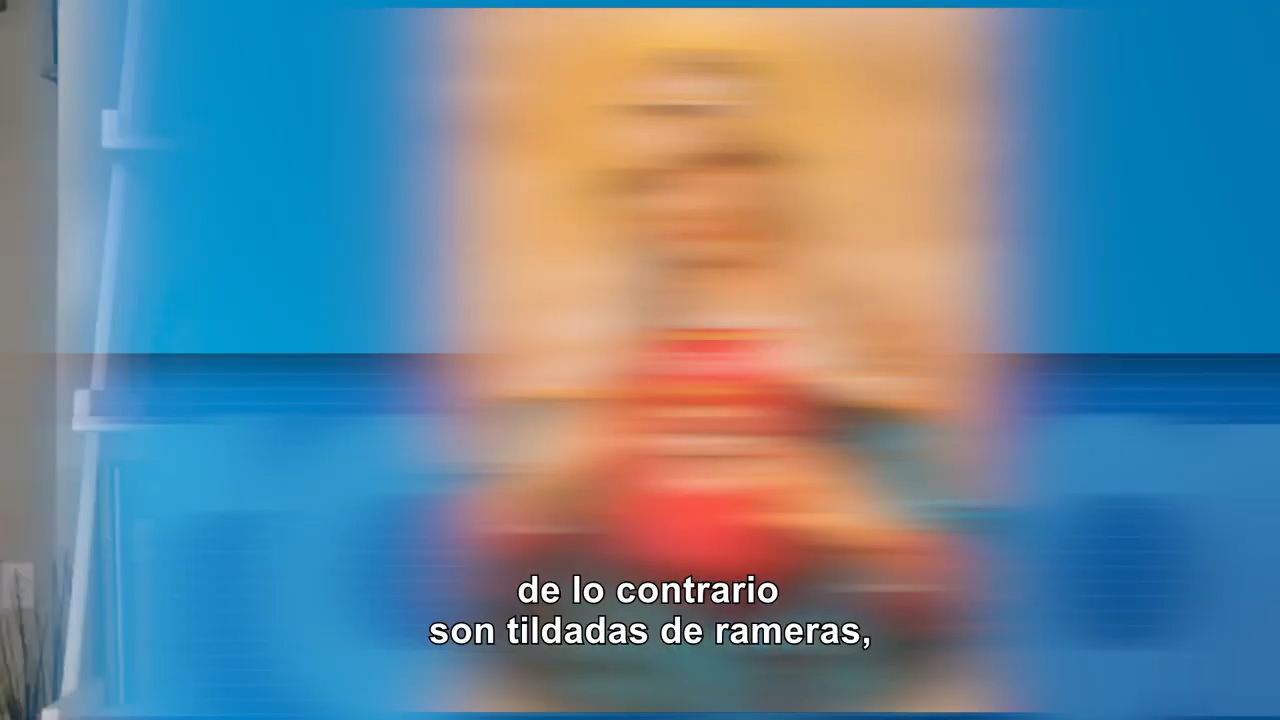 de lo contrario
son tildadas de rameras,